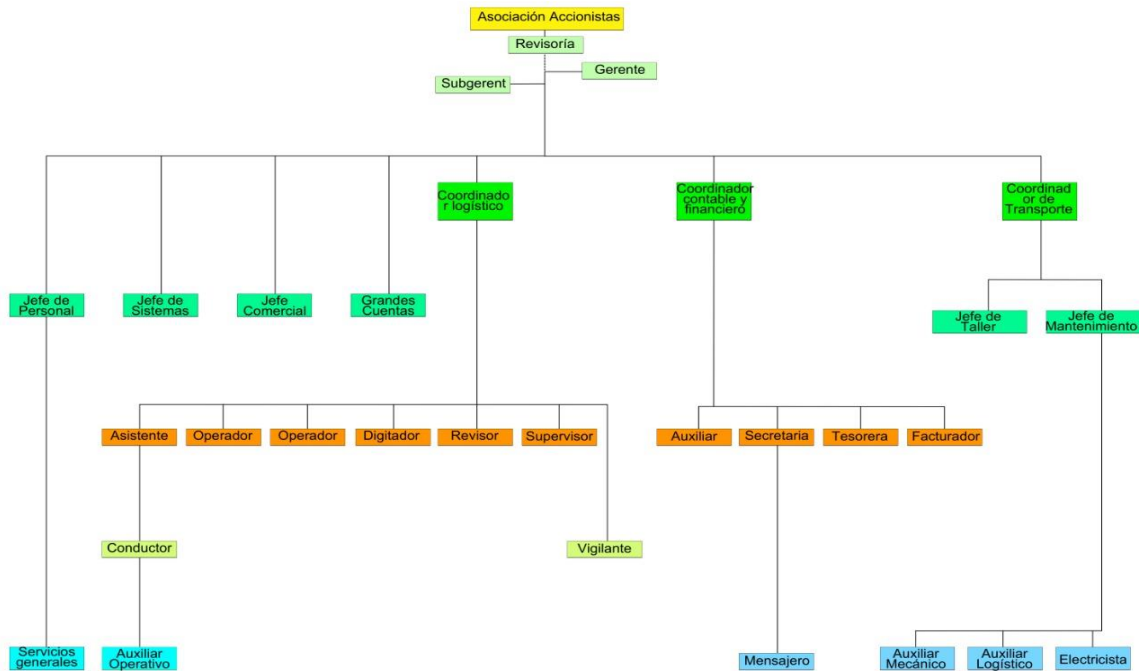 Asociación Accionistas
Revisoría
Gerente
Subgerent
Coordinado
r logístico
Coordinador
contable y
financiero
Coordinad
or de
Transporte
Jefe de
Personal
Jefe de
Sistemas
Jefe
Comercial
Grandes
Cuentas
Jefe de
Taller
Jefe de
Mantenimiento
Asistente
Operador
Operador
Digitador
Revisor
Supervisor
Auxiliar
Secretaria
Tesorera
Facturador
Conductor
Vigilante
Servicios
generales
Auxiliar
Operativo
Mensajero
Auxiliar
Mecánico
Auxiliar
Logístico
Electricista